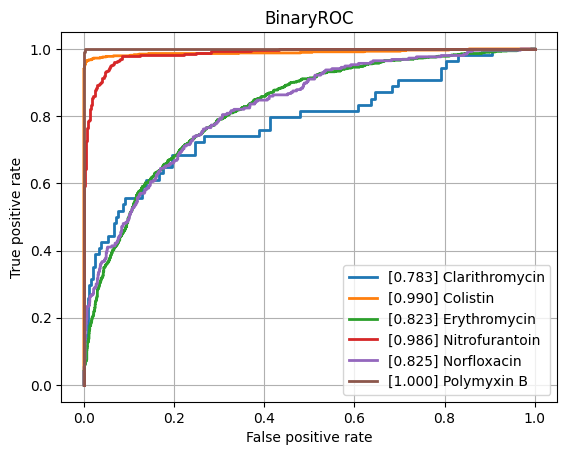 BinaryROC
True positive rate
1.0
0.8
0.6
0.4
0.2
0.0
[0.783] Clarithromycin
[0.990] Colistin
[0.823] Erythromycin
[0.986] Nitrofurantoin
[0.825] Norfloxacin
[1.000] Polymyxin B
0.0 0.2 0.4 0.6 0.8 1.0
False positive rate